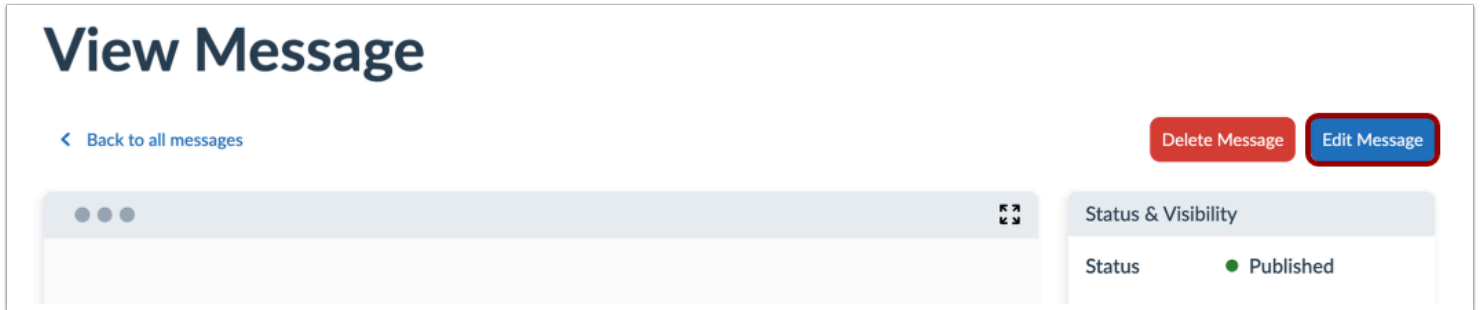 View Message
Back to all messages
Delete Message
Edit Message
Status & Visibility
Status
Published